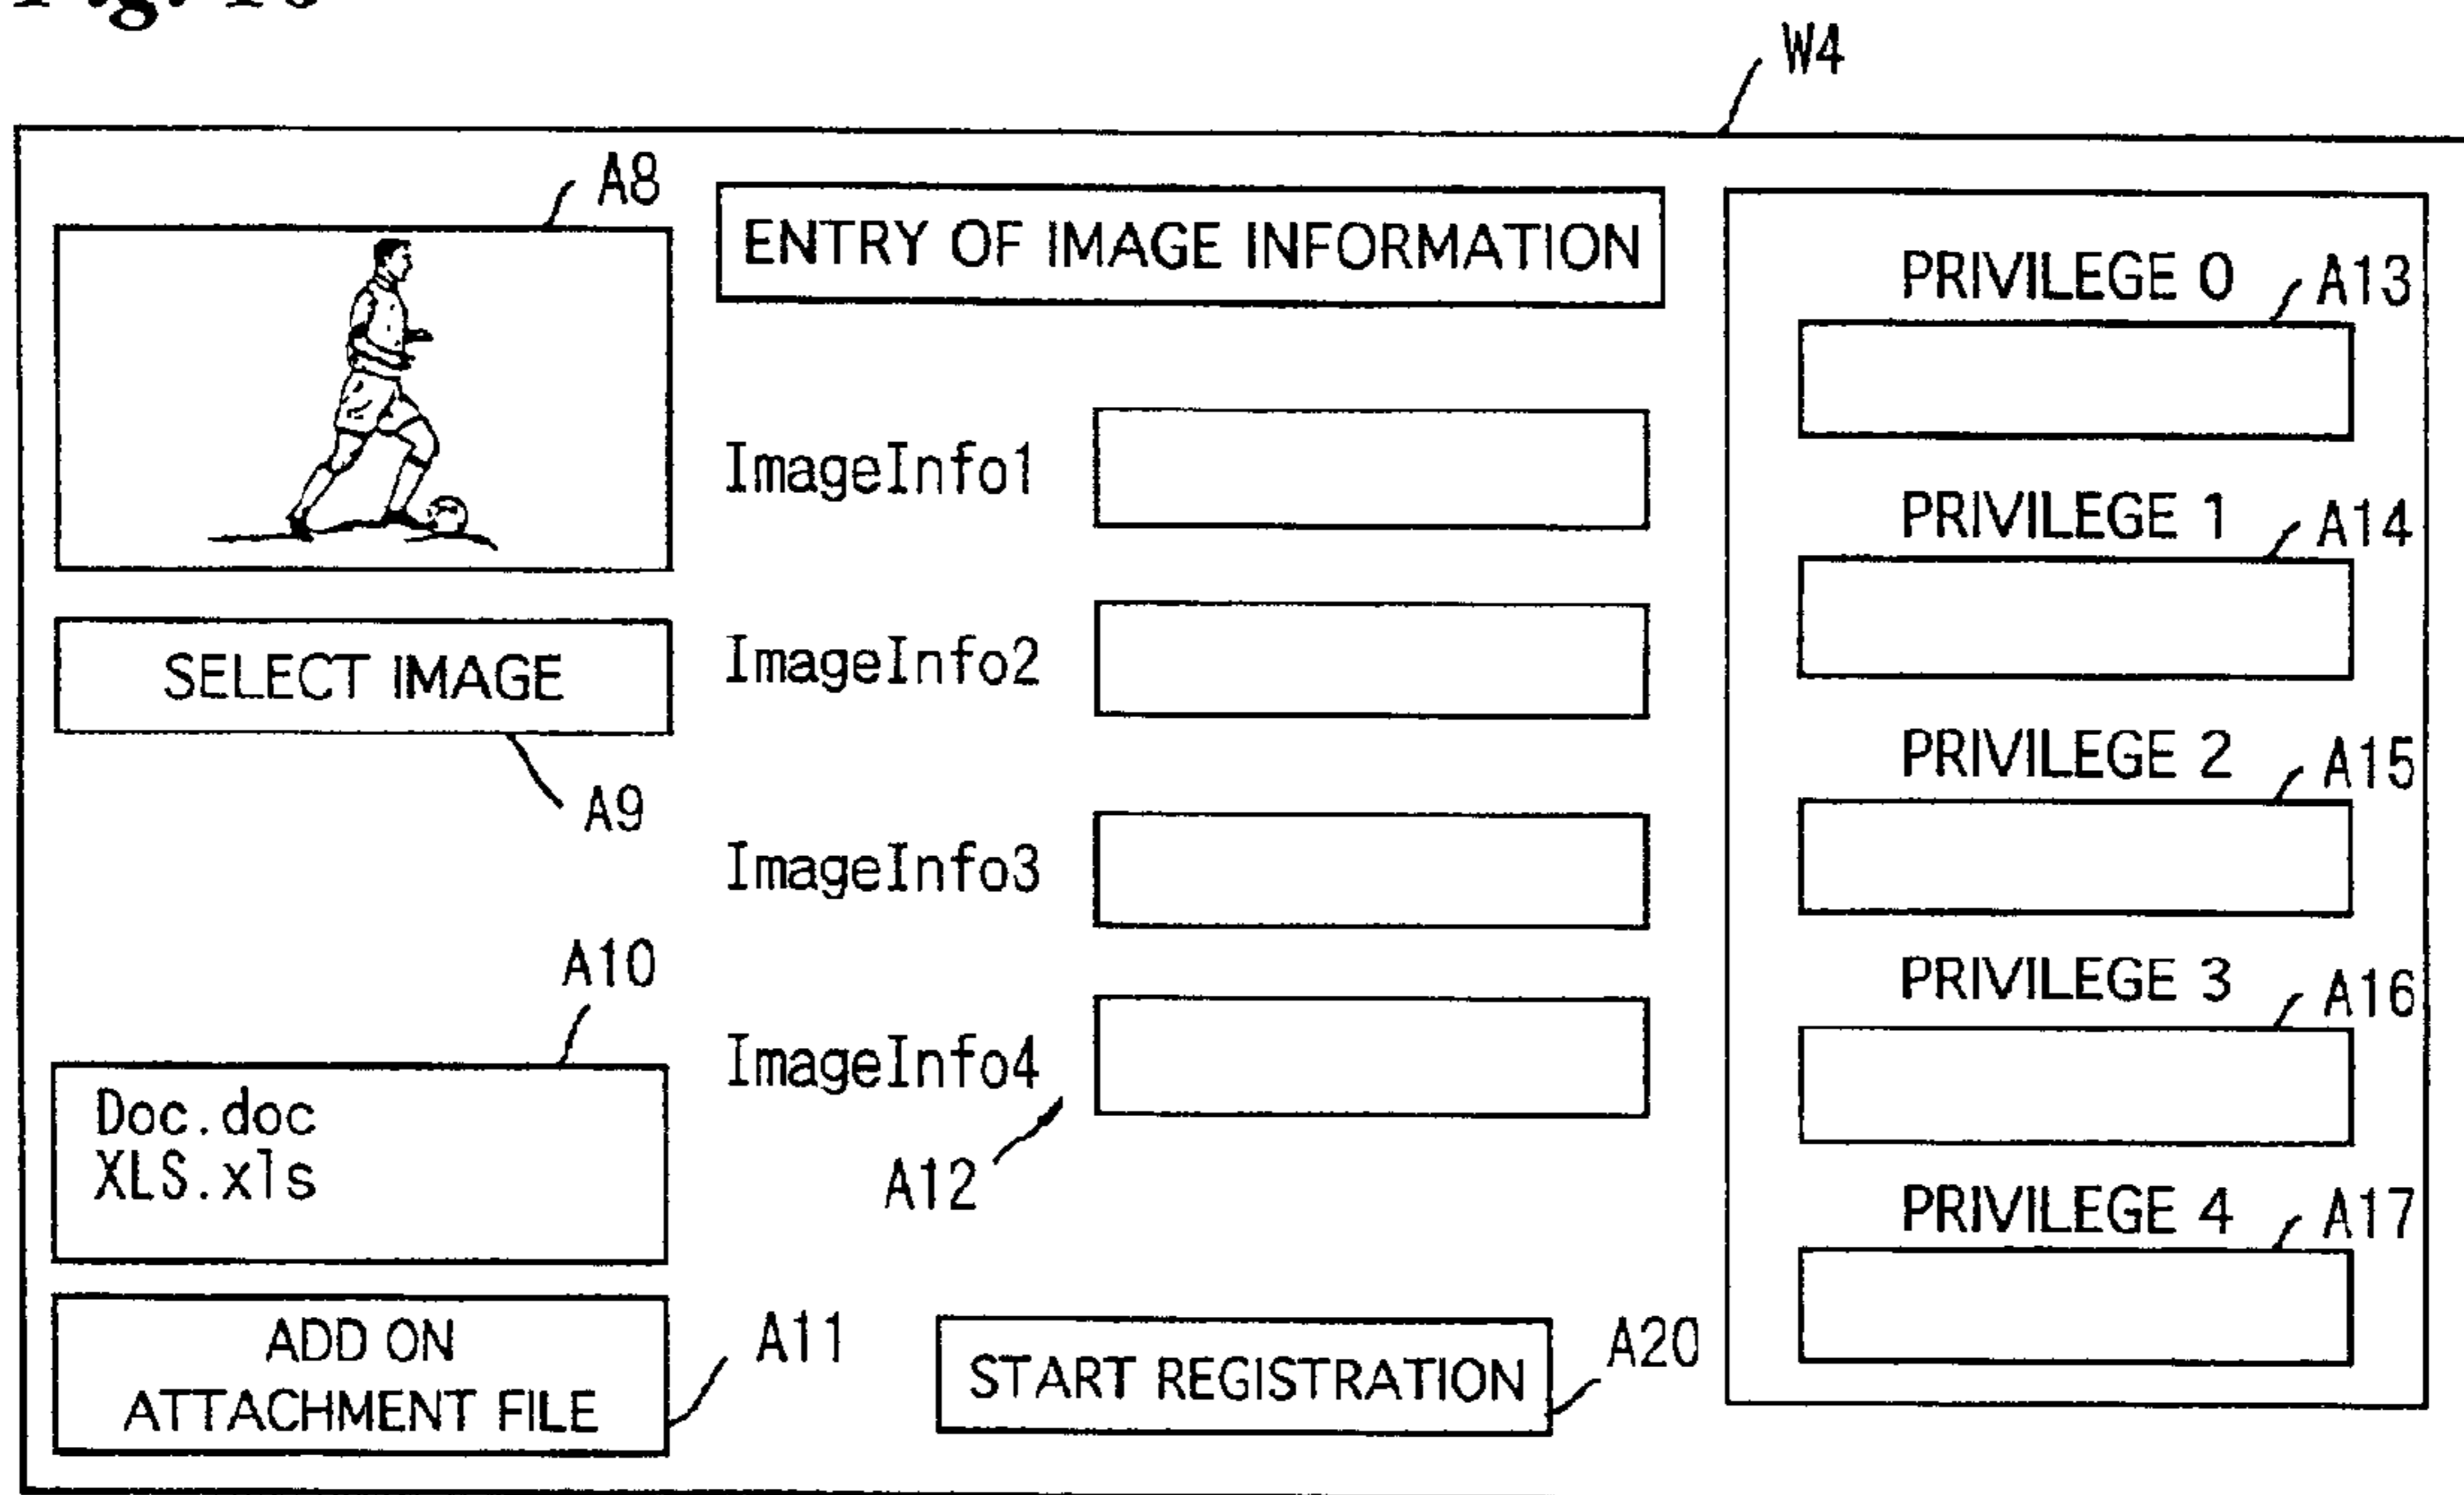 W4
A8
ENTRY OF IMAGE INFORMATION
PRIVILEGE 0
A13
ImageInfo1
PRIVILEGE 1
A14
SELECT IMAGE
ImageInfo2
A9
PRIVILEGE 2
A15
ImageInfo3
A10
PRIVILEGE 3
A16
Doc.doc
XLS.xls
ImageInfo4
A12
PRIVILEGE 4
A17
ADD ON
ATTACHMENT FILE
A11
START REGISTRATION
A20